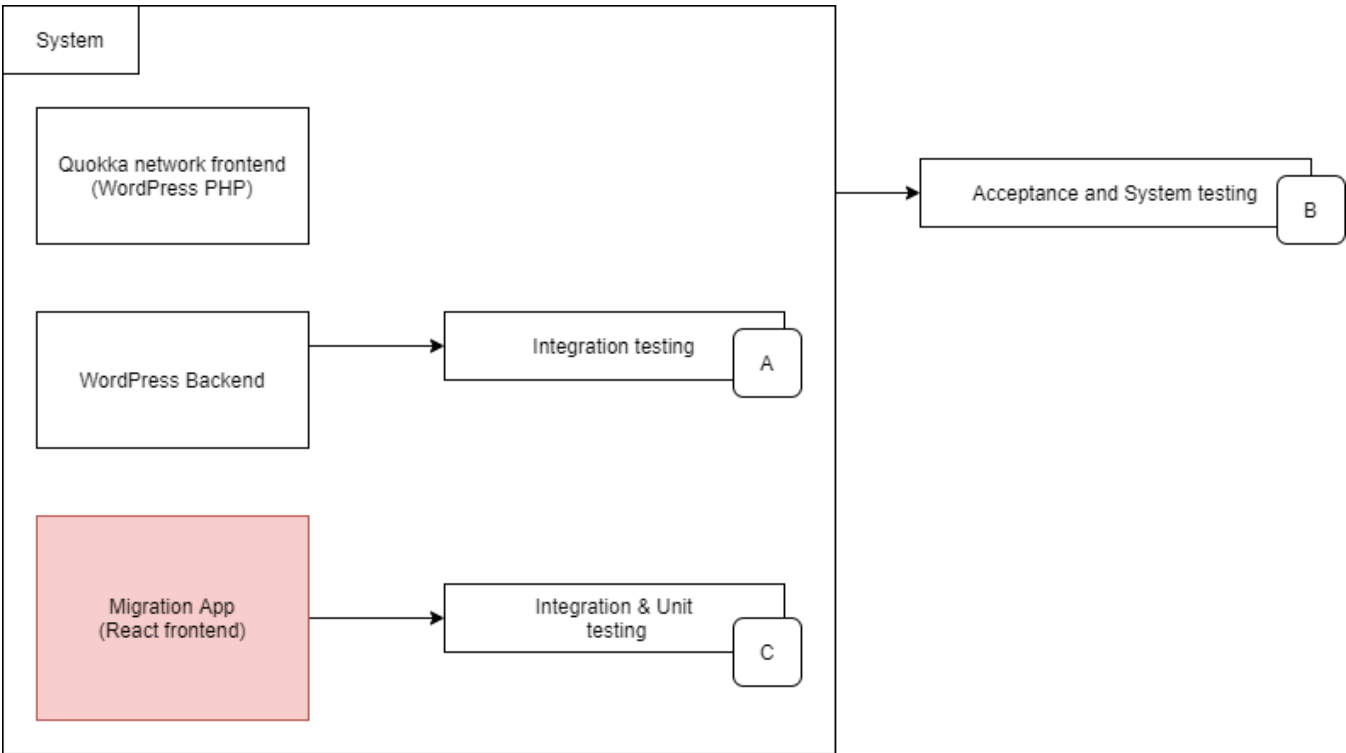 System
Quokka network frontend
(WordPress PHP)
Acceptance and System testing
B
WordPress Backend
Integration testing
A
Migration App
(React frontend)
Integration & Unit
testing
C